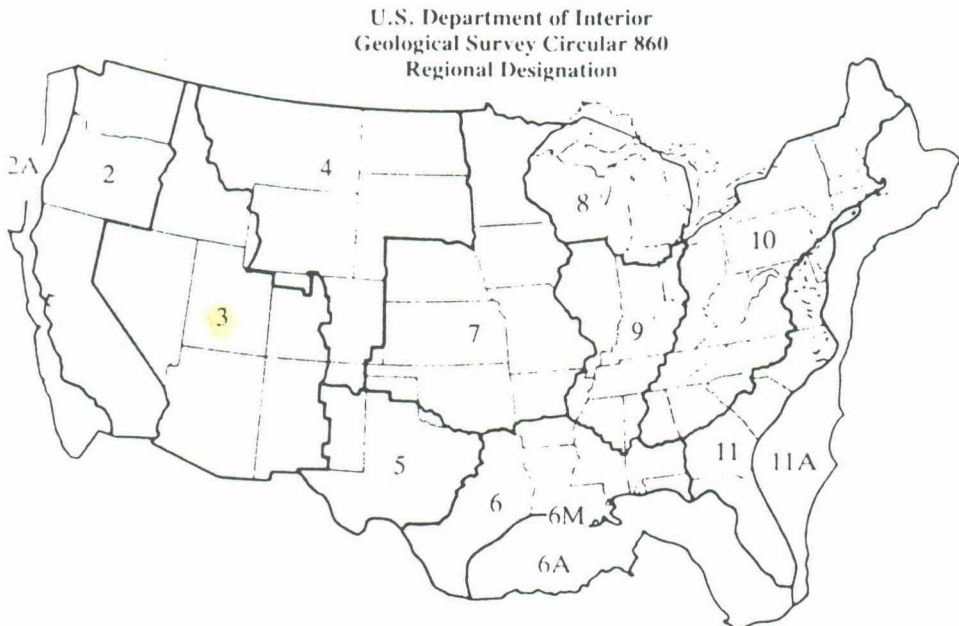 U.S. Department of Interior
Geological Survey Circular 860
Regional Designation
2A
2
4
8
10
3
7
9
5
11
11A
6
6M
6A